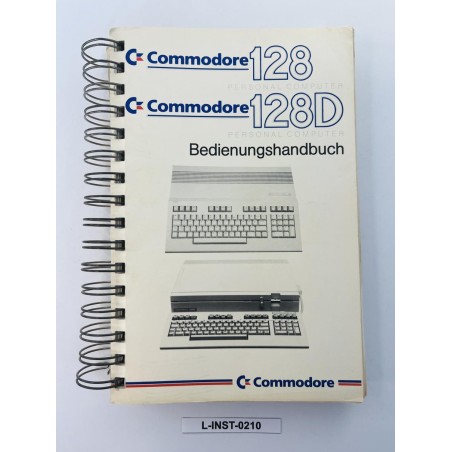 Commodore 128
PERSONAL COMPUTER
Commodore 128D
PERSONAL COMPUTER
Bedienungshandbuch
Commodore
L-INST-0210